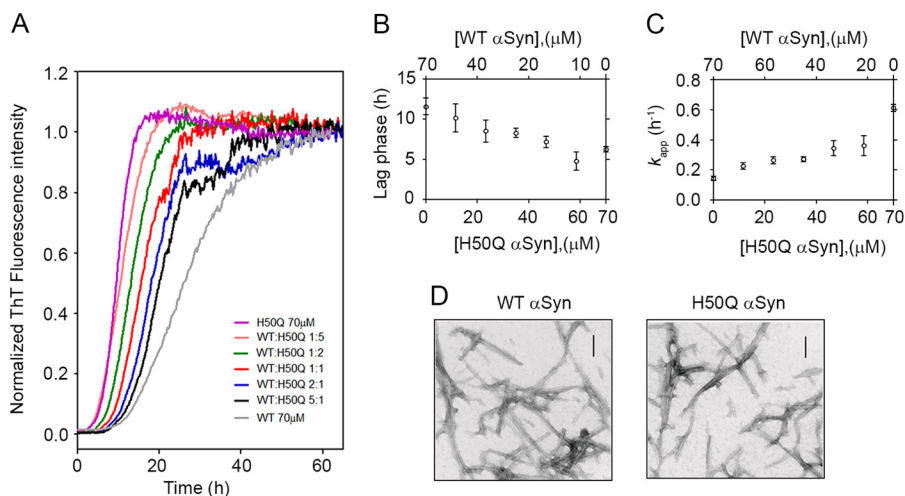 A
Normalized ThT Fluorescence intensity
1.2
1.0
0.8
0.6
0.4
0.2
0.0
0
20
40
60
Time (h)
H50Q 70μM
WT:H50Q 1:5
WT:H50Q 1:2
WT:H50Q 1:1
WT:H50Q 2:1
WT:H50Q 5:1
WT 70μM
B
[WT αSyn],(μM)
70 40 20 10 0
Lag phase (h)
15
10
5
0
0 20 40 60 70
[H50Q αSyn],(μM)
C
[WT αSyn],(μM)
70 60 40 20 0
kapp (h-1)
0.8
0.6
0.4
0.2
0.0
0 20 40 60 70
[H50Q αSyn],(μM)
D
WT αSyn
H50Q αSyn